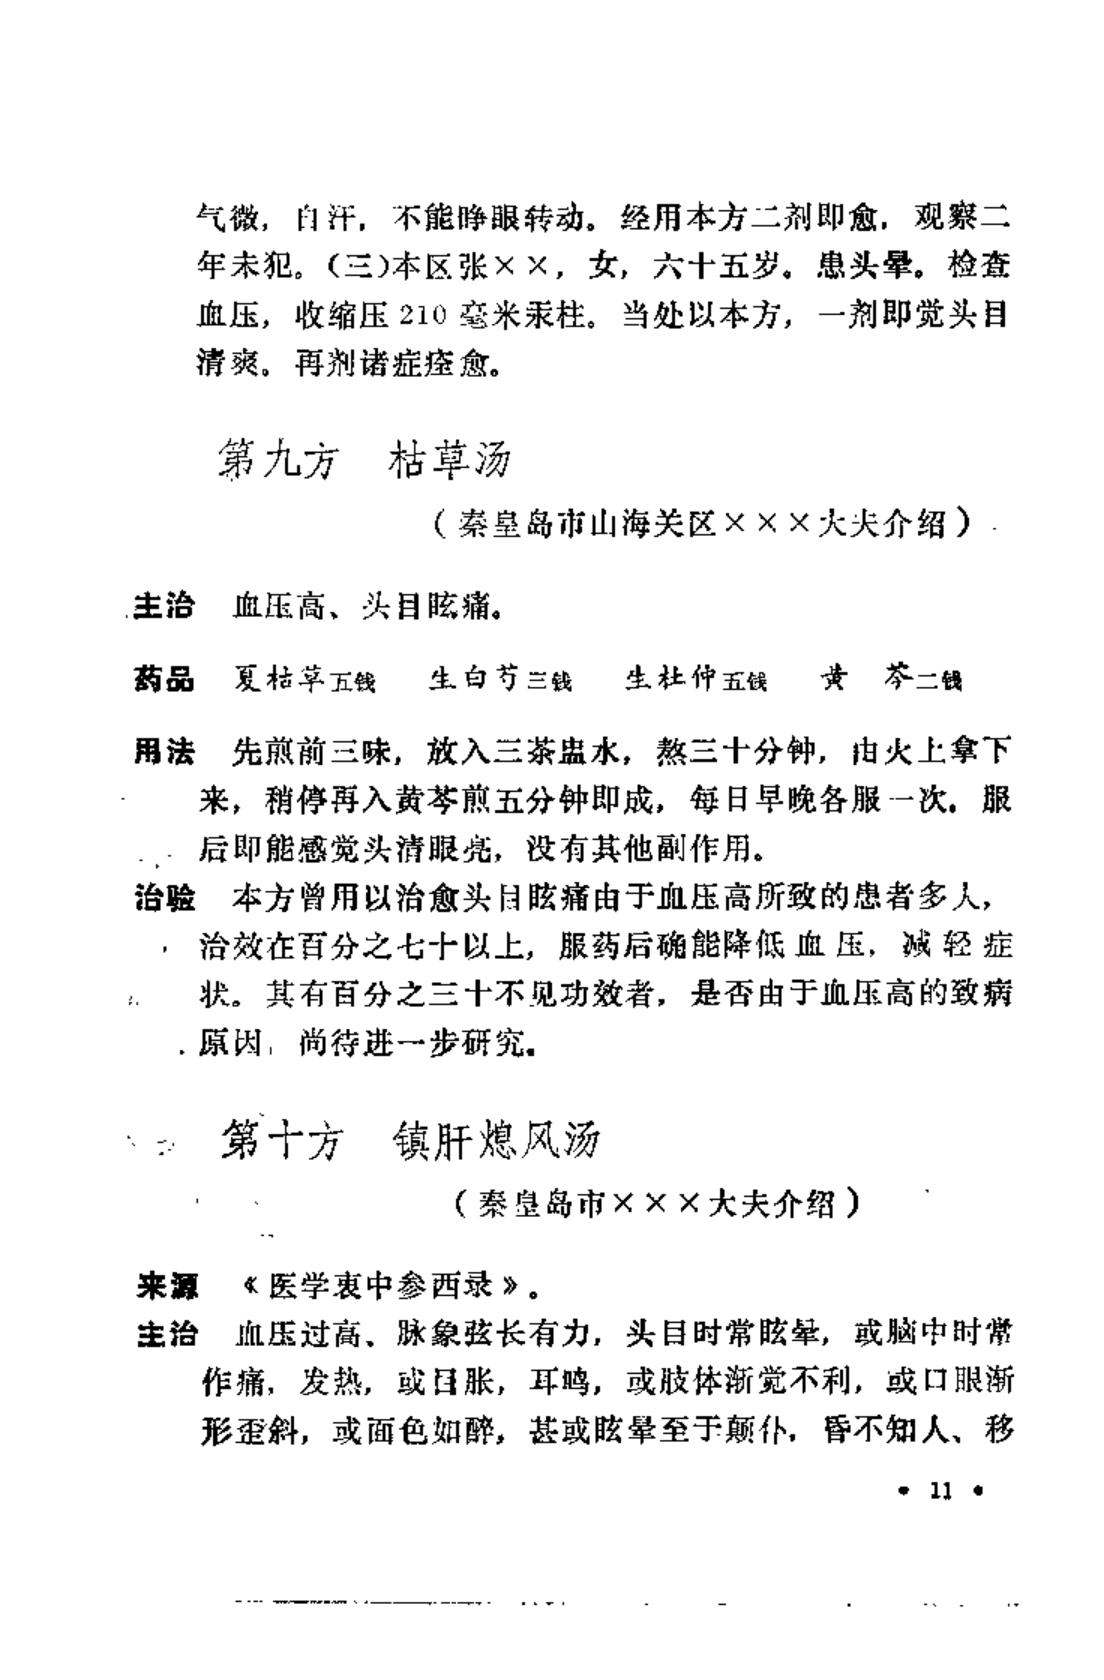 气微，自汗，不能睁眼转动。经用本方二剂即愈，观察二
年未犯。(三)本区张××，女，六十五岁。患头晕。检查
血压，收缩压 210 毫米汞柱。当处以本方，一剂即觉头目
清爽。再剂诸症痊愈。
第九方　枯草汤
（秦皇岛市山海关区×××大夫介绍）
主治　血压高、头目眩痛。
药品　夏枯草五钱　生白芍三钱　生杜仲五钱　黄　芩二钱
用法　先煎前三味，放入三茶盅水，熬三十分钟，由火上拿下
来，稍停再入黄芩煎五分钟即成，每日早晚各服一次。服
后即能感觉头清眼亮，没有其他副作用。
治验　本方曾用以治愈头目眩痛由于血压高所致的患者多人，
治效在百分之七十以上，服药后确能降低血压，减轻症
状。其有百分之三十不见功效者，是否由于血压高的致病
原因，尚待进一步研究。
第十方　镇肝熄风汤
（秦皇岛市×××大夫介绍）
来源　《医学衷中参西录》。
主治　血压过高、脉象弦长有力，头目时常眩晕，或脑中时常
作痛，发热，或目胀，耳鸣，或肢体渐觉不利，或口眼渐
形歪斜，或面色如醉，甚或眩晕至于颠仆，昏不知人、移
• 11 •